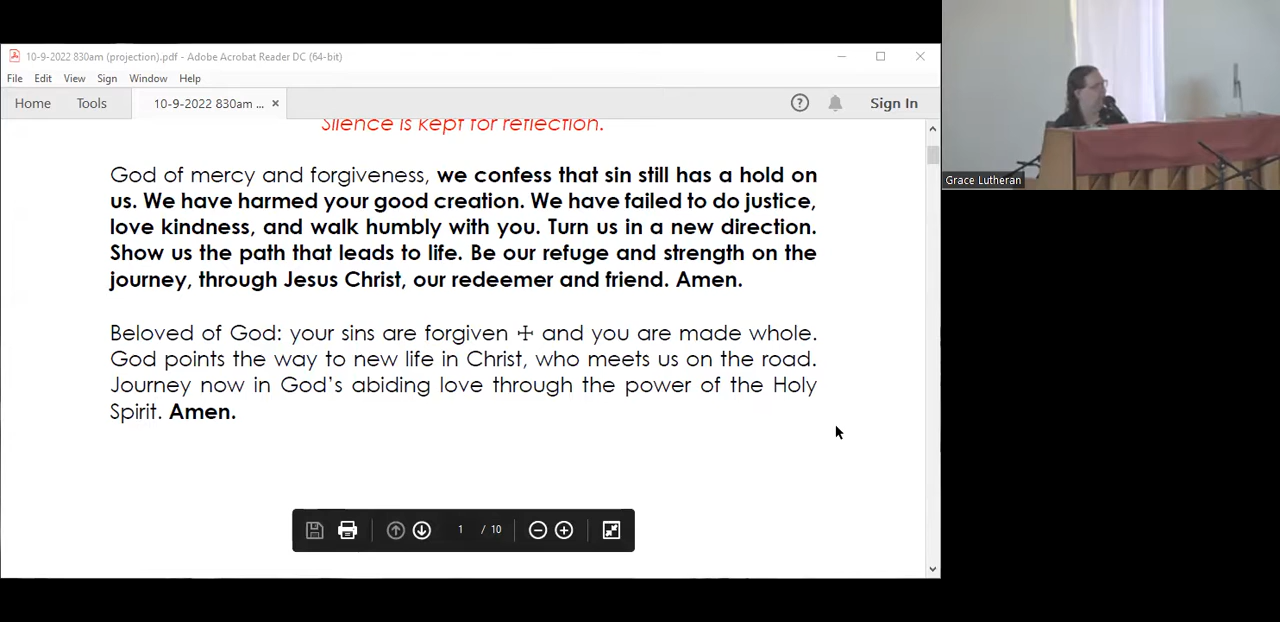 10-9-2022 830am (projection).pdf - Adobe Acrobat Reader DC (64-bit)
File Edit View Sign Window Help
Home Tools 10-9-2022 830am ... × Sign In
Silence is kept for reflection.
God of mercy and forgiveness, we confess that sin still has a hold on
us. We have harmed your good creation. We have failed to do justice,
love kindness, and walk humbly with you. Turn us in a new direction.
Show us the path that leads to life. Be our refuge and strength on the
journey, through Jesus Christ, our redeemer and friend. Amen.
Beloved of God: your sins are forgiven ☩ and you are made whole.
God points the way to new life in Christ, who meets us on the road.
Journey now in God's abiding love through the power of the Holy
Spirit. Amen.
1 / 10
Grace Lutheran